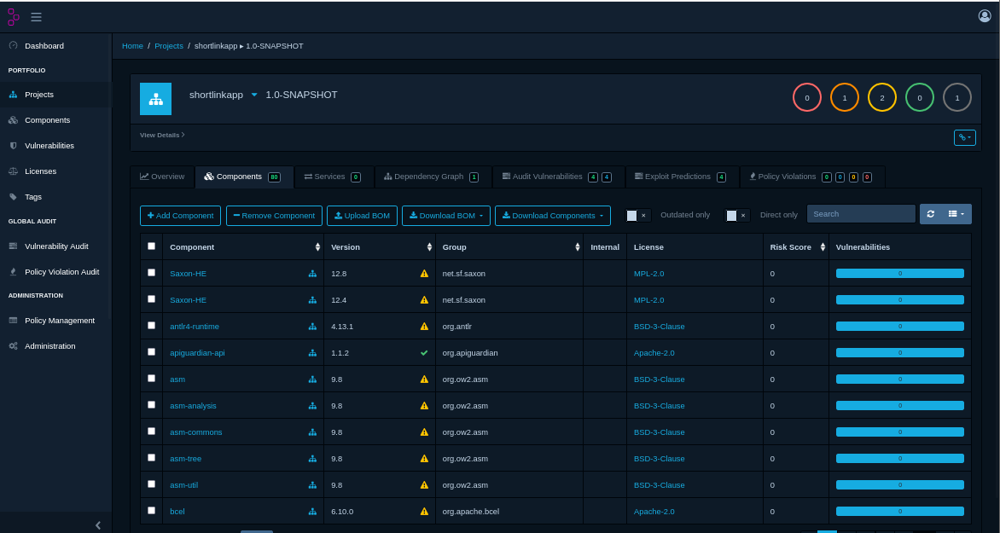 Home / Projects / shortlinkapp ▸ 1.0-SNAPSHOT
Dashboard
PORTFOLIO
Projects
Components
Vulnerabilities
Licenses
Tags
GLOBAL AUDIT
Vulnerability Audit
Policy Violation Audit
ADMINISTRATION
Policy Management
Administration
shortlinkapp 1.0-SNAPSHOT
0 1 2 0 1
View Details
Overview Components 80 Services 0 Dependency Graph 1 Audit Vulnerabilities 4 4 Exploit Predictions 4 Policy Violations 0 0 0 0
Add Component Remove Component Upload BOM Download BOM Download Components Outdated only Direct only Search
Component Version Group Internal License Risk Score Vulnerabilities
Saxon-HE 12.8 net.sf.saxon MPL-2.0 0 0
Saxon-HE 12.4 net.sf.saxon MPL-2.0 0 0
antlr4-runtime 4.13.1 org.antlr BSD-3-Clause 0 0
apiguardian-api 1.1.2 org.apiguardian Apache-2.0 0 0
asm 9.8 org.ow2.asm BSD-3-Clause 0 0
asm-analysis 9.8 org.ow2.asm BSD-3-Clause 0 0
asm-commons 9.8 org.ow2.asm BSD-3-Clause 0 0
asm-tree 9.8 org.ow2.asm BSD-3-Clause 0 0
asm-util 9.8 org.ow2.asm BSD-3-Clause 0 0
bcel 6.10.0 org.apache.bcel Apache-2.0 0 0